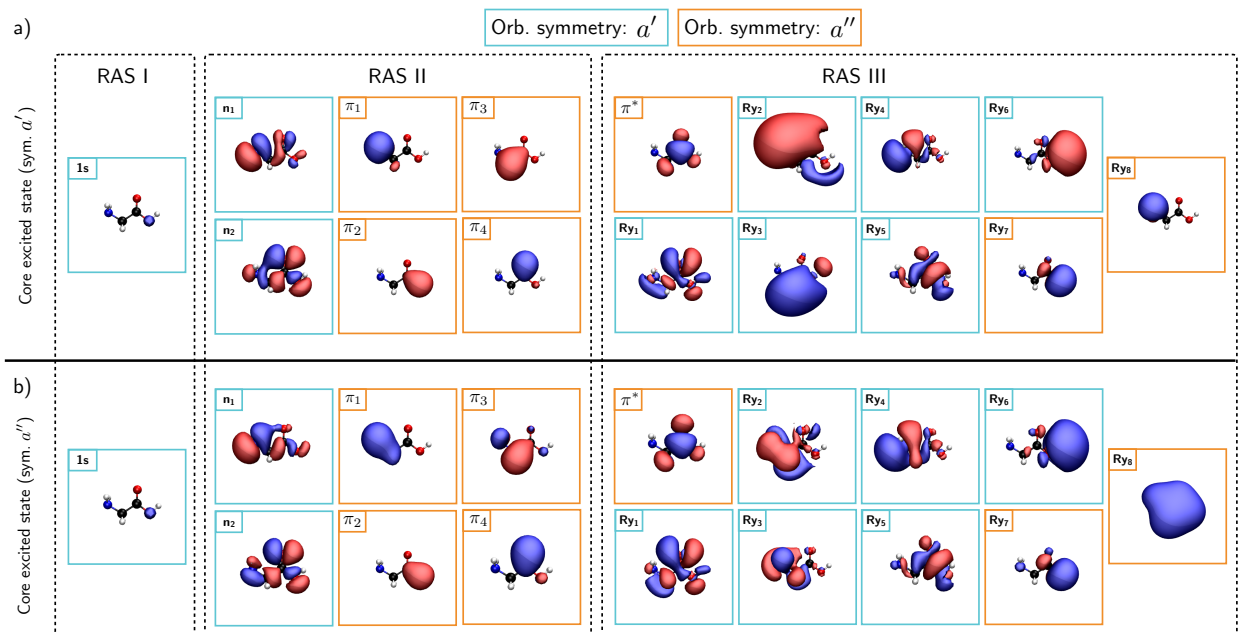 Orb. symmetry: a′ Orb. symmetry: a′′
a)
RAS I RAS II RAS III
Core excited state (sym. a′)
1s
n₁ π₁ π₃
n₂ π₂ π₄
π* Ry₂ Ry₄ Ry₆
Ry₁ Ry₃ Ry₅ Ry₇
Ry₈
b)
Core excited state (sym. a′′)
1s
n₁ π₁ π₃
n₂ π₂ π₄
π* Ry₂ Ry₄ Ry₆
Ry₁ Ry₃ Ry₅ Ry₇
Ry₈